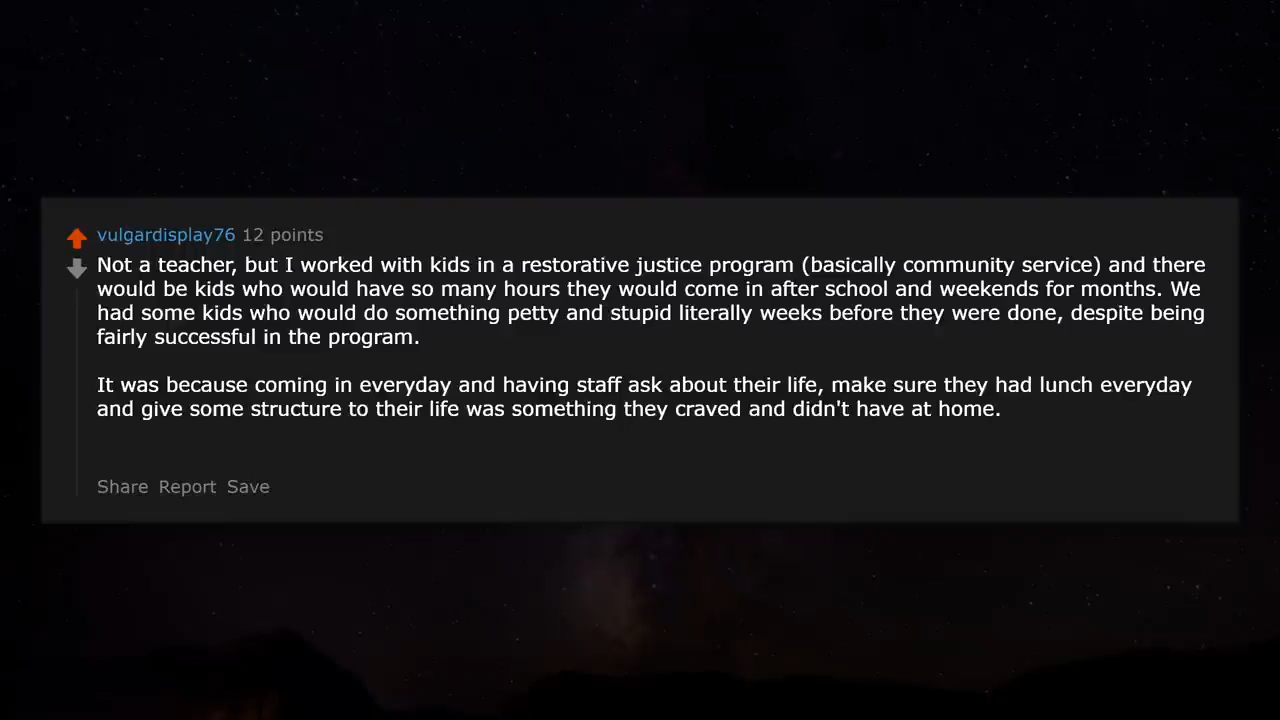 vulgardisplay76 12 points
Not a teacher, but I worked with kids in a restorative justice program (basically community service) and there
would be kids who would have so many hours they would come in after school and weekends for months. We
had some kids who would do something petty and stupid literally weeks before they were done, despite being
fairly successful in the program.
It was because coming in everyday and having staff ask about their life, make sure they had lunch everyday
and give some structure to their life was something they craved and didn't have at home.
Share Report Save